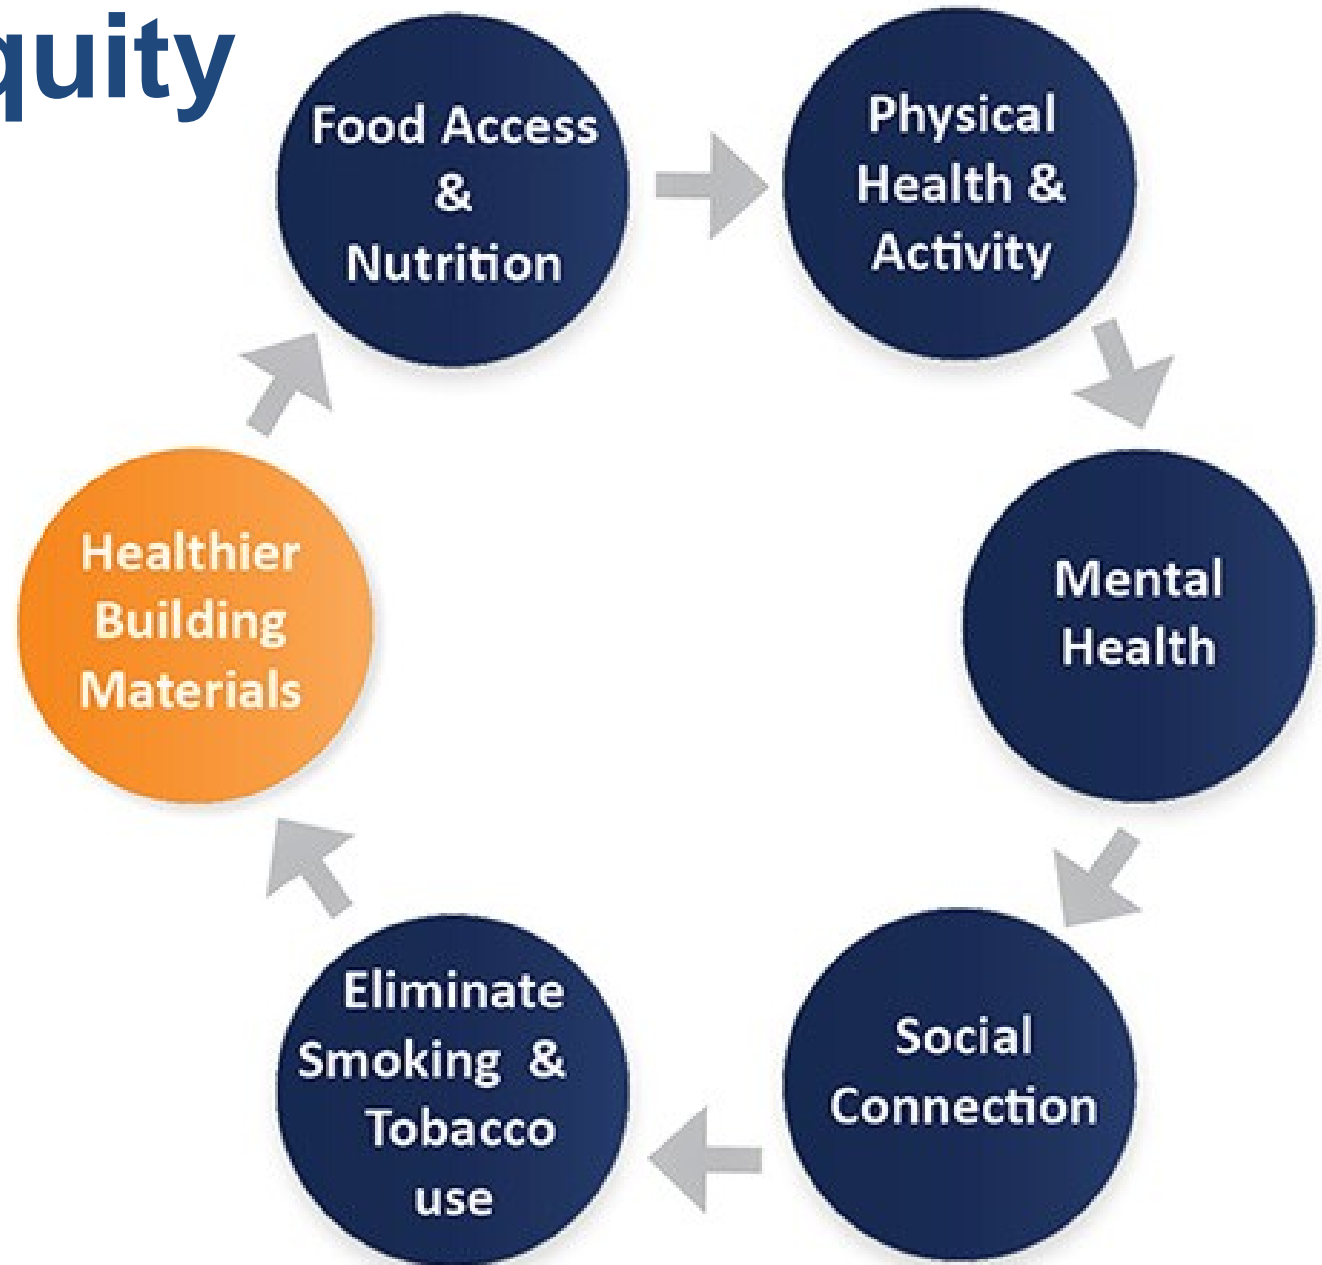 quity
Food Access
&
Nutrition
Physical
Health &
Activity
Mental
Health
Social
Connection
Eliminate
Smoking &
Tobacco
use
Healthier
Building
Materials